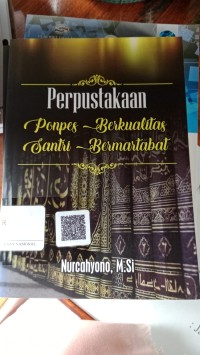 Perpustakaan
Ponpes ~ Berkualitas
Santri ~ Bermartabat
Nurcahyono, M.Si